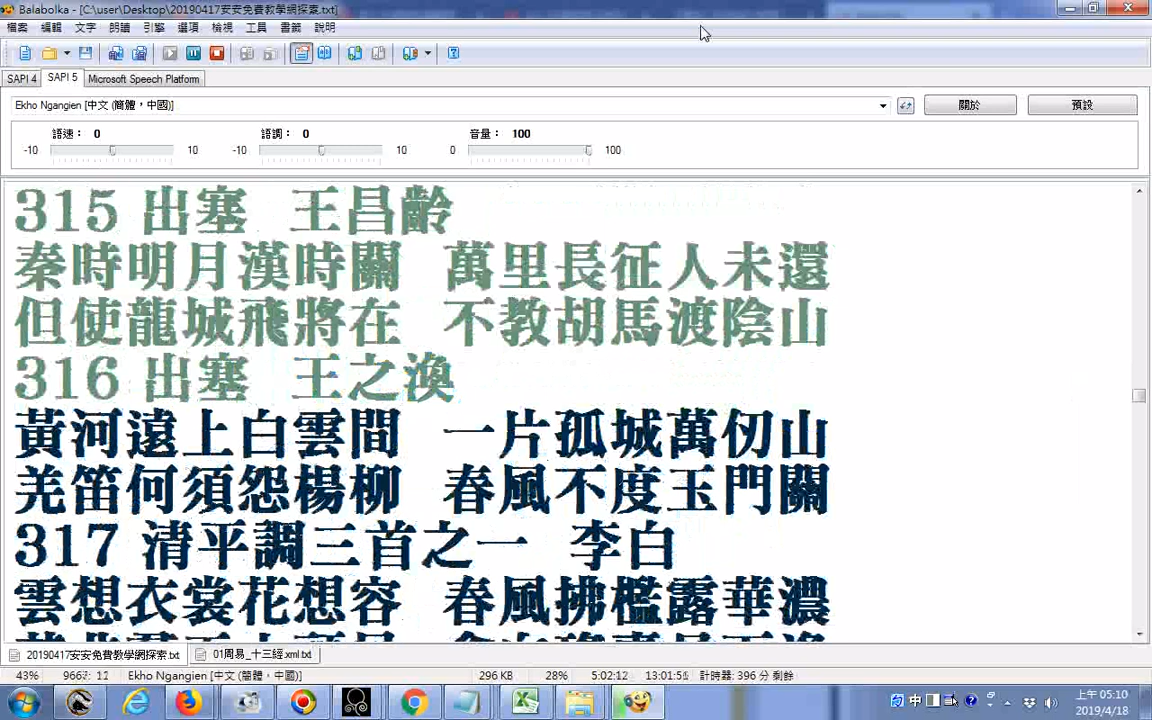 Balabolka - [C:\user\Desktop\20190417安安免費教學網探索.txt]
檔案 編輯 文字 朗讀 引擎 選項 檢視 工具 書籤 說明
SAPI 4 SAPI 5 Microsoft Speech Platform
Ekho Ngangien [中文 (簡體，中國)] 關於 預設
語速： 0 語調： 0 音量： 100
-10 10 -10 10 0 100
315 出塞 王昌齡
秦時明月漢時關 萬里長征人未還
但使龍城飛將在 不教胡馬渡陰山
316 出塞 王之渙
黃河遠上白雲間 一片孤城萬仞山
羌笛何須怨楊柳 春風不度玉門關
317 清平調三首之一 李白
雲想衣裳花想容 春風拂檻露華濃
20190417安安免費教學網探索.txt 01周易_十三經.xml.txt
43% Ekho Ngangien [中文 (簡體，中國)] 296 KB 28% 5:02:12 計時器: 396 分 剩餘
中 上午 05:10
2019/4/18